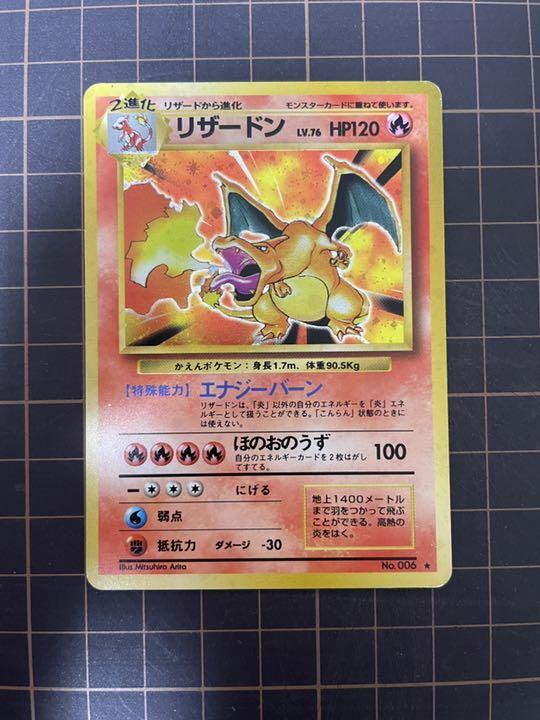 2進化 リザードから進化 モンスターカードに重ねて使います。
リザードン LV.76 HP120
かえんポケモン：身長1.7m、体重90.5Kg
【特殊能力】エナジーバーン
リザードンは、「炎」以外の自分のエネルギーを「炎」エネ
ルギーとして扱うことができる。「こんらん」状態のときに
は使えない。
ほのおのうず 100
自分のエネルギーカードを2枚はが
してすてる。
にげる
弱点
抵抗力 ダメージ -30
地上1400メートル
まで羽をつかって飛ぶ
ことができる。高熱の
炎をはく。
Illus.Mitsuhiro Arita No.006 ★